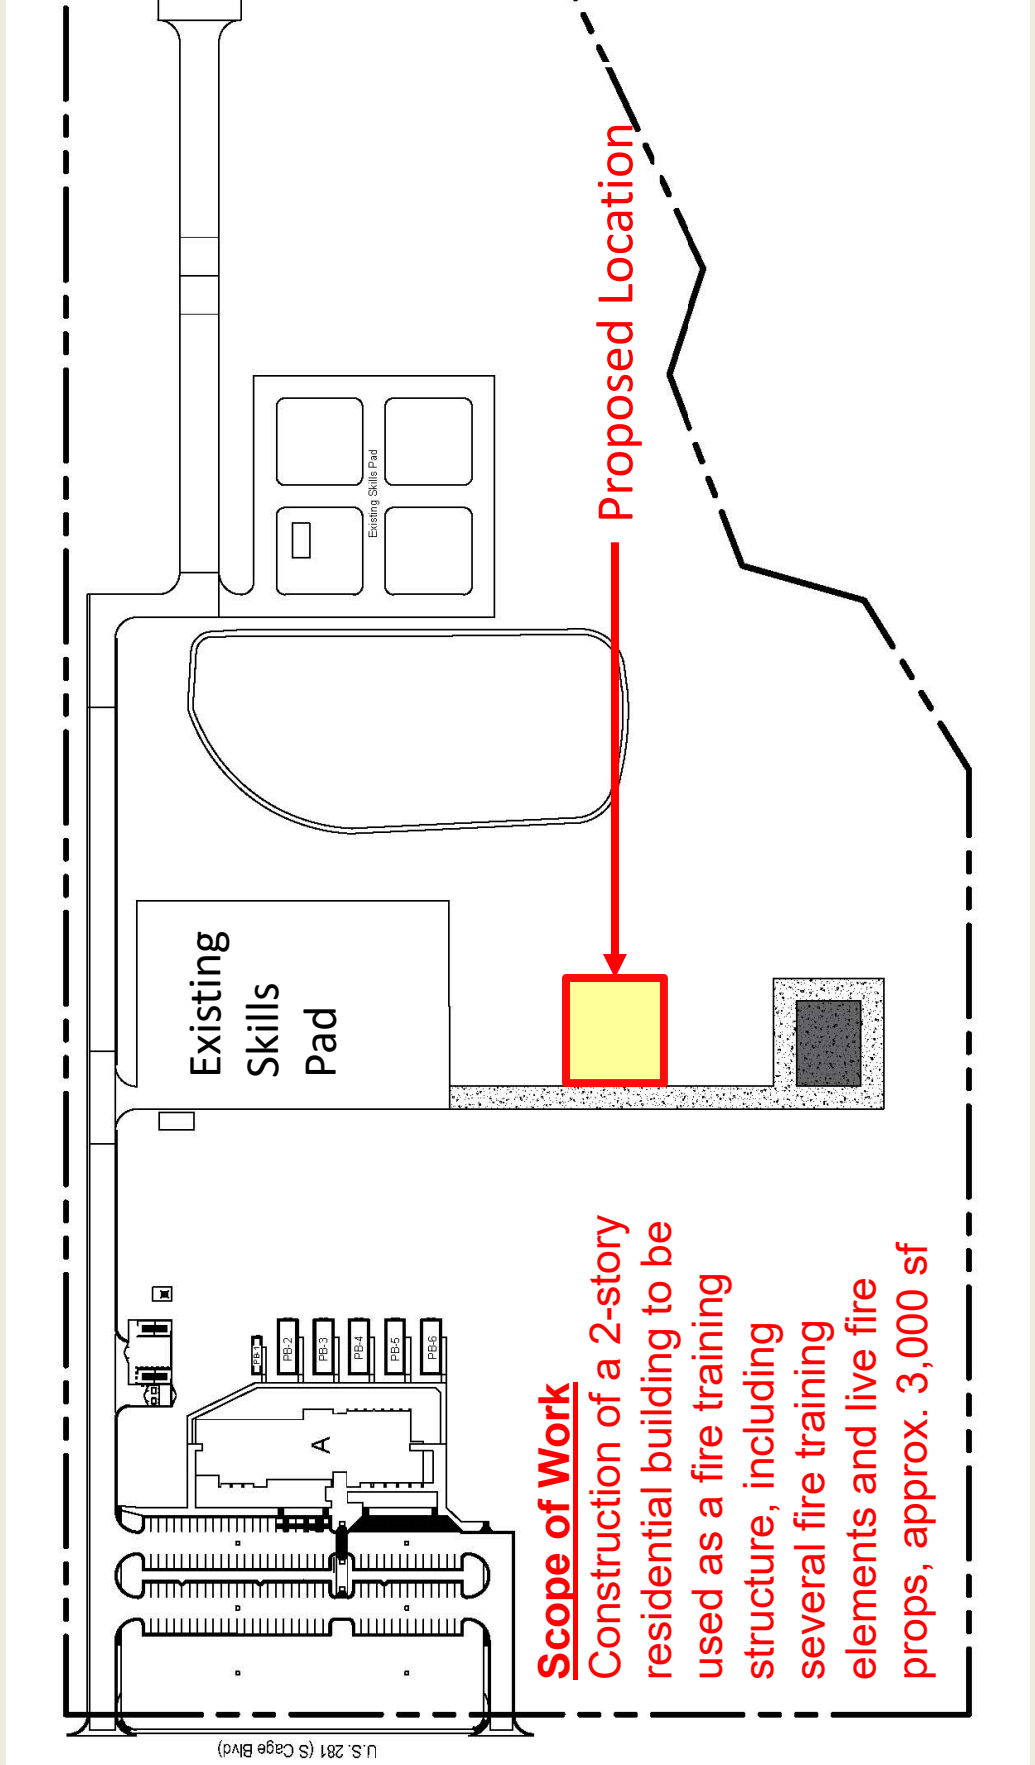 Existing Skills Pad
Proposed Location
Existing
Skills
Pad
PB-1
PB-2
PB-3
PB-4
PB-5
PB-6
A
U.S. 281 (S Cage Blvd)
Scope of Work
Construction of a 2-story
residential building to be
used as a fire training
structure, including
several fire training
elements and live fire
props, approx. 3,000 sf